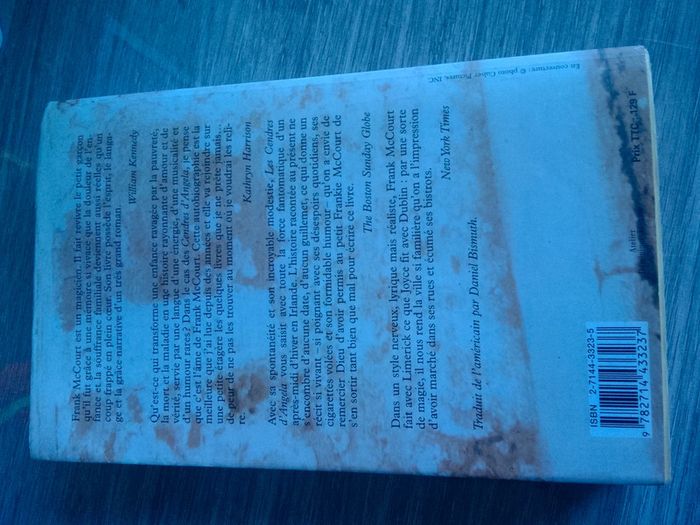 Frank McCourt est un magicien. Il fait revivre le petit garçon
qu'il fut grâce à une mémoire si vivace que la douleur de l'en-
fance et la souffrance familiale deviennent aussi réelles qu'un
coup frappé en plein cœur. Son livre possède l'esprit, le langa-
ge et la grâce narrative d'un très grand roman.
William Kennedy
Qu'est-ce qui transforme une enfance ravagée par la pauvreté,
la mort et la maladie en une histoire rayonnante d'amour et de
vérité, servie par une langue d'une énergie, d'une musicalité et
d'un humour rares? Dans le cas des Cendres d'Angela, je pense
que c'est l'âme de Frank McCourt. Cette autobiographie est la
meilleure que j'ai lue depuis des années et elle va rejoindre sur
une petite étagère les quelques livres que je ne prête jamais...
de peur de ne pas les trouver au moment où je voudrai les reli-
re.
Kathryn Harrison
Avec sa spontanéité et son incroyable modestie, Les Cendres
d'Angela vous saisit avec toute la force fantomatique d'un
après-midi d'hiver en Irlande. L'histoire racontée au présent ne
s'encombre d'aucune date, d'aucun guillemet, ce qui donne un
récit si vivant – si poignant avec ses désespoirs quotidiens, ses
cigarettes volées et son formidable humour – qu'on a envie de
remercier Dieu d'avoir permis au petit Frankie McCourt de
s'en sortir tant bien que mal pour écrire ce livre.
The Boston Sunday Globe
Dans un style nerveux, lyrique mais réaliste, Frank McCourt
fait avec Limerick ce que Joyce fit avec Dublin : par une sorte
de magie, il nous rend la ville si familière qu'on a l'impression
d'avoir marché dans ses rues et écumé ses bistrots.
New York Times
Traduit de l'américain par Daniel Bismuth.
ISBN 2-7144-3323-5
9 782714 433237
Atelier
Prix TTC : 129 F
En couverture : © photo Culver Pictures, INC.